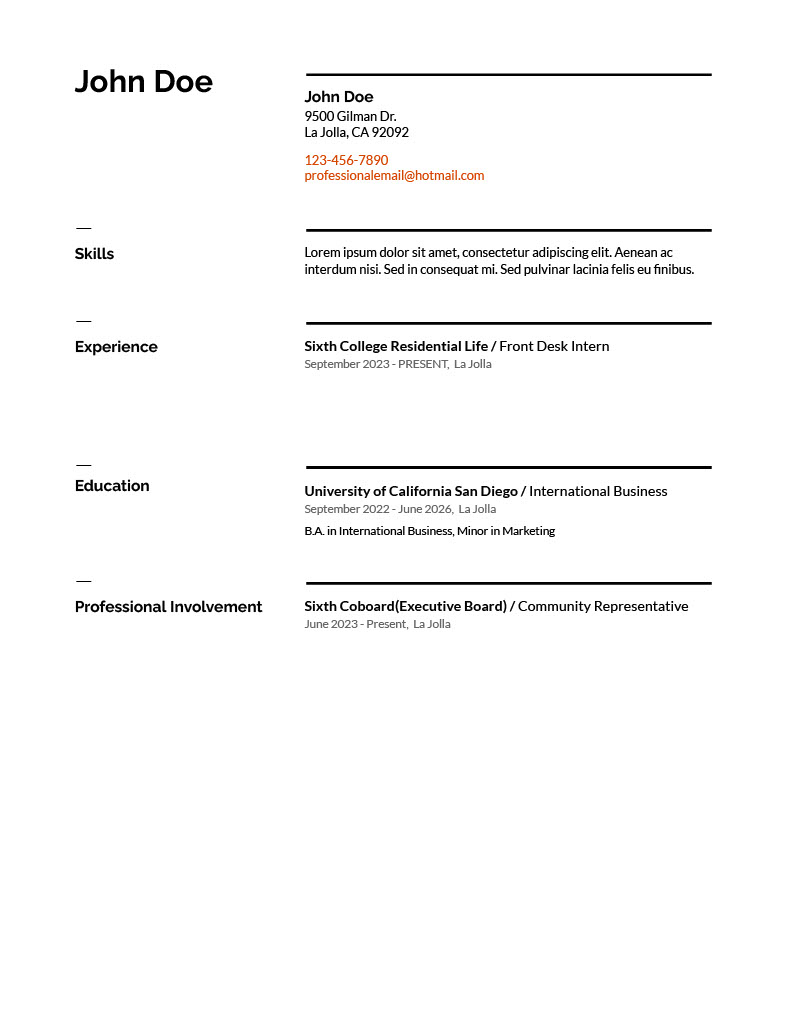 John Doe
John Doe
9500 Gilman Dr.
La Jolla, CA 92092
123-456-7890
professionalemail@hotmail.com
Skills
Lorem ipsum dolor sit amet, consectetur adipiscing elit. Aenean ac
interdum nisi. Sed in consequat mi. Sed pulvinar lacinia felis eu finibus.
Experience
Sixth College Residential Life / Front Desk Intern
September 2023 - PRESENT, La Jolla
Education
University of California San Diego / International Business
September 2022 - June 2026, La Jolla
B.A. in International Business, Minor in Marketing
Professional Involvement
Sixth Coboard(Executive Board) / Community Representative
June 2023 - Present, La Jolla